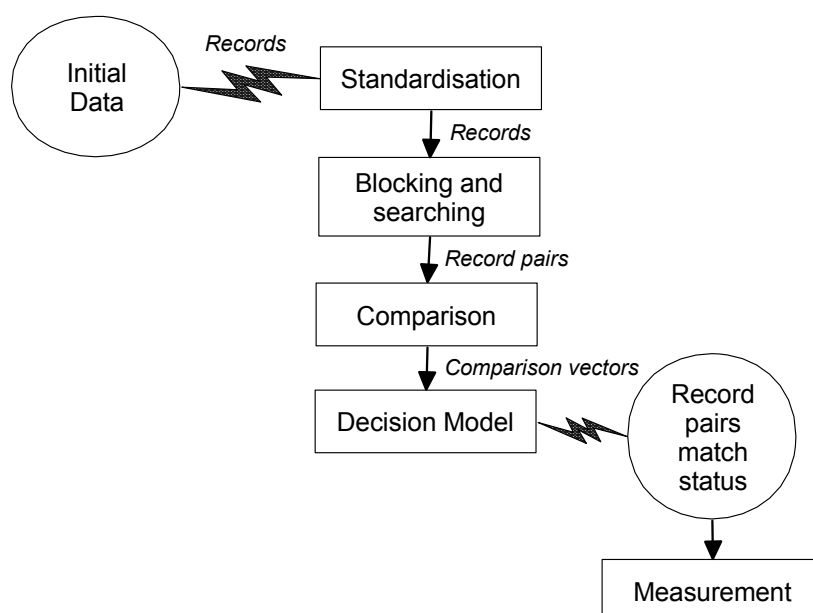 Initial
Data
Records
Standardisation
Records
Blocking and
searching
Record pairs
Comparison
Comparison vectors
Decision Model
Record
pairs
match
status
Measurement